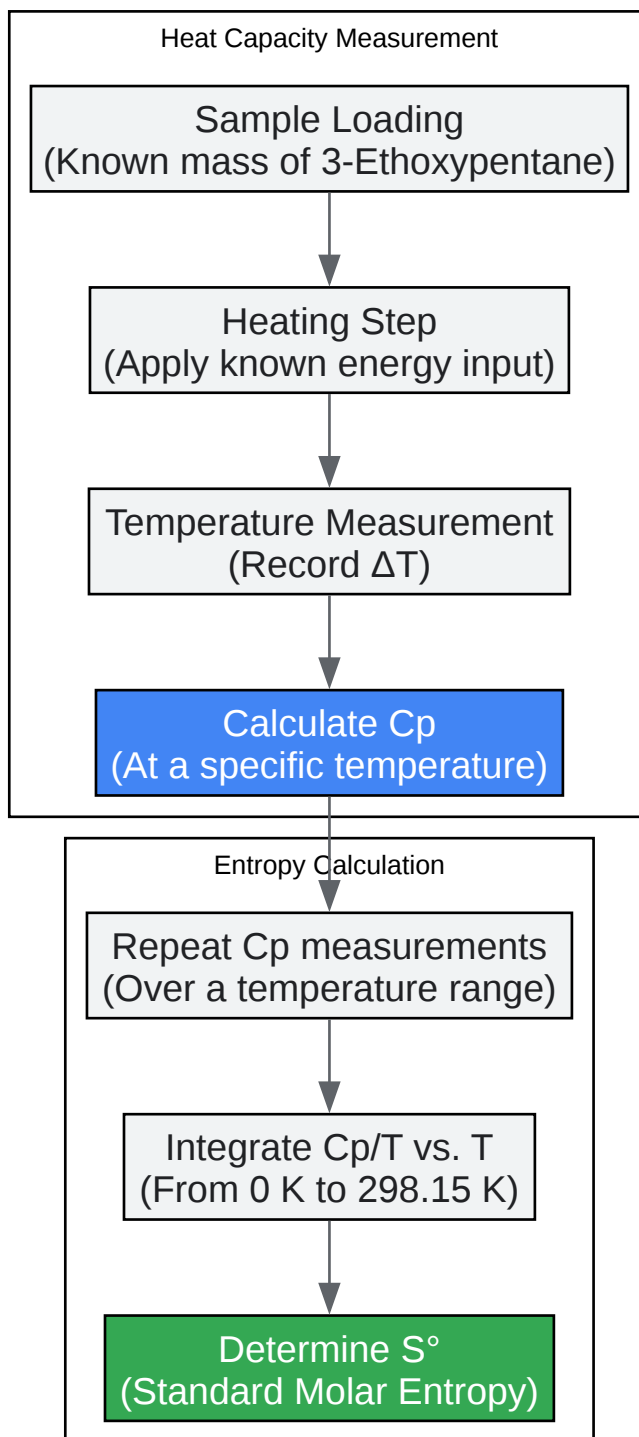 Heat Capacity Measurement
Sample Loading
(Known mass of 3-Ethoxypentane)
Heating Step
(Apply known energy input)
Temperature Measurement
(Record ΔT)
Calculate Cp
(At a specific temperature)
Entropy Calculation
Repeat Cp measurements
(Over a temperature range)
Integrate Cp/T vs. T
(From 0 K to 298.15 K)
Determine S°
(Standard Molar Entropy)